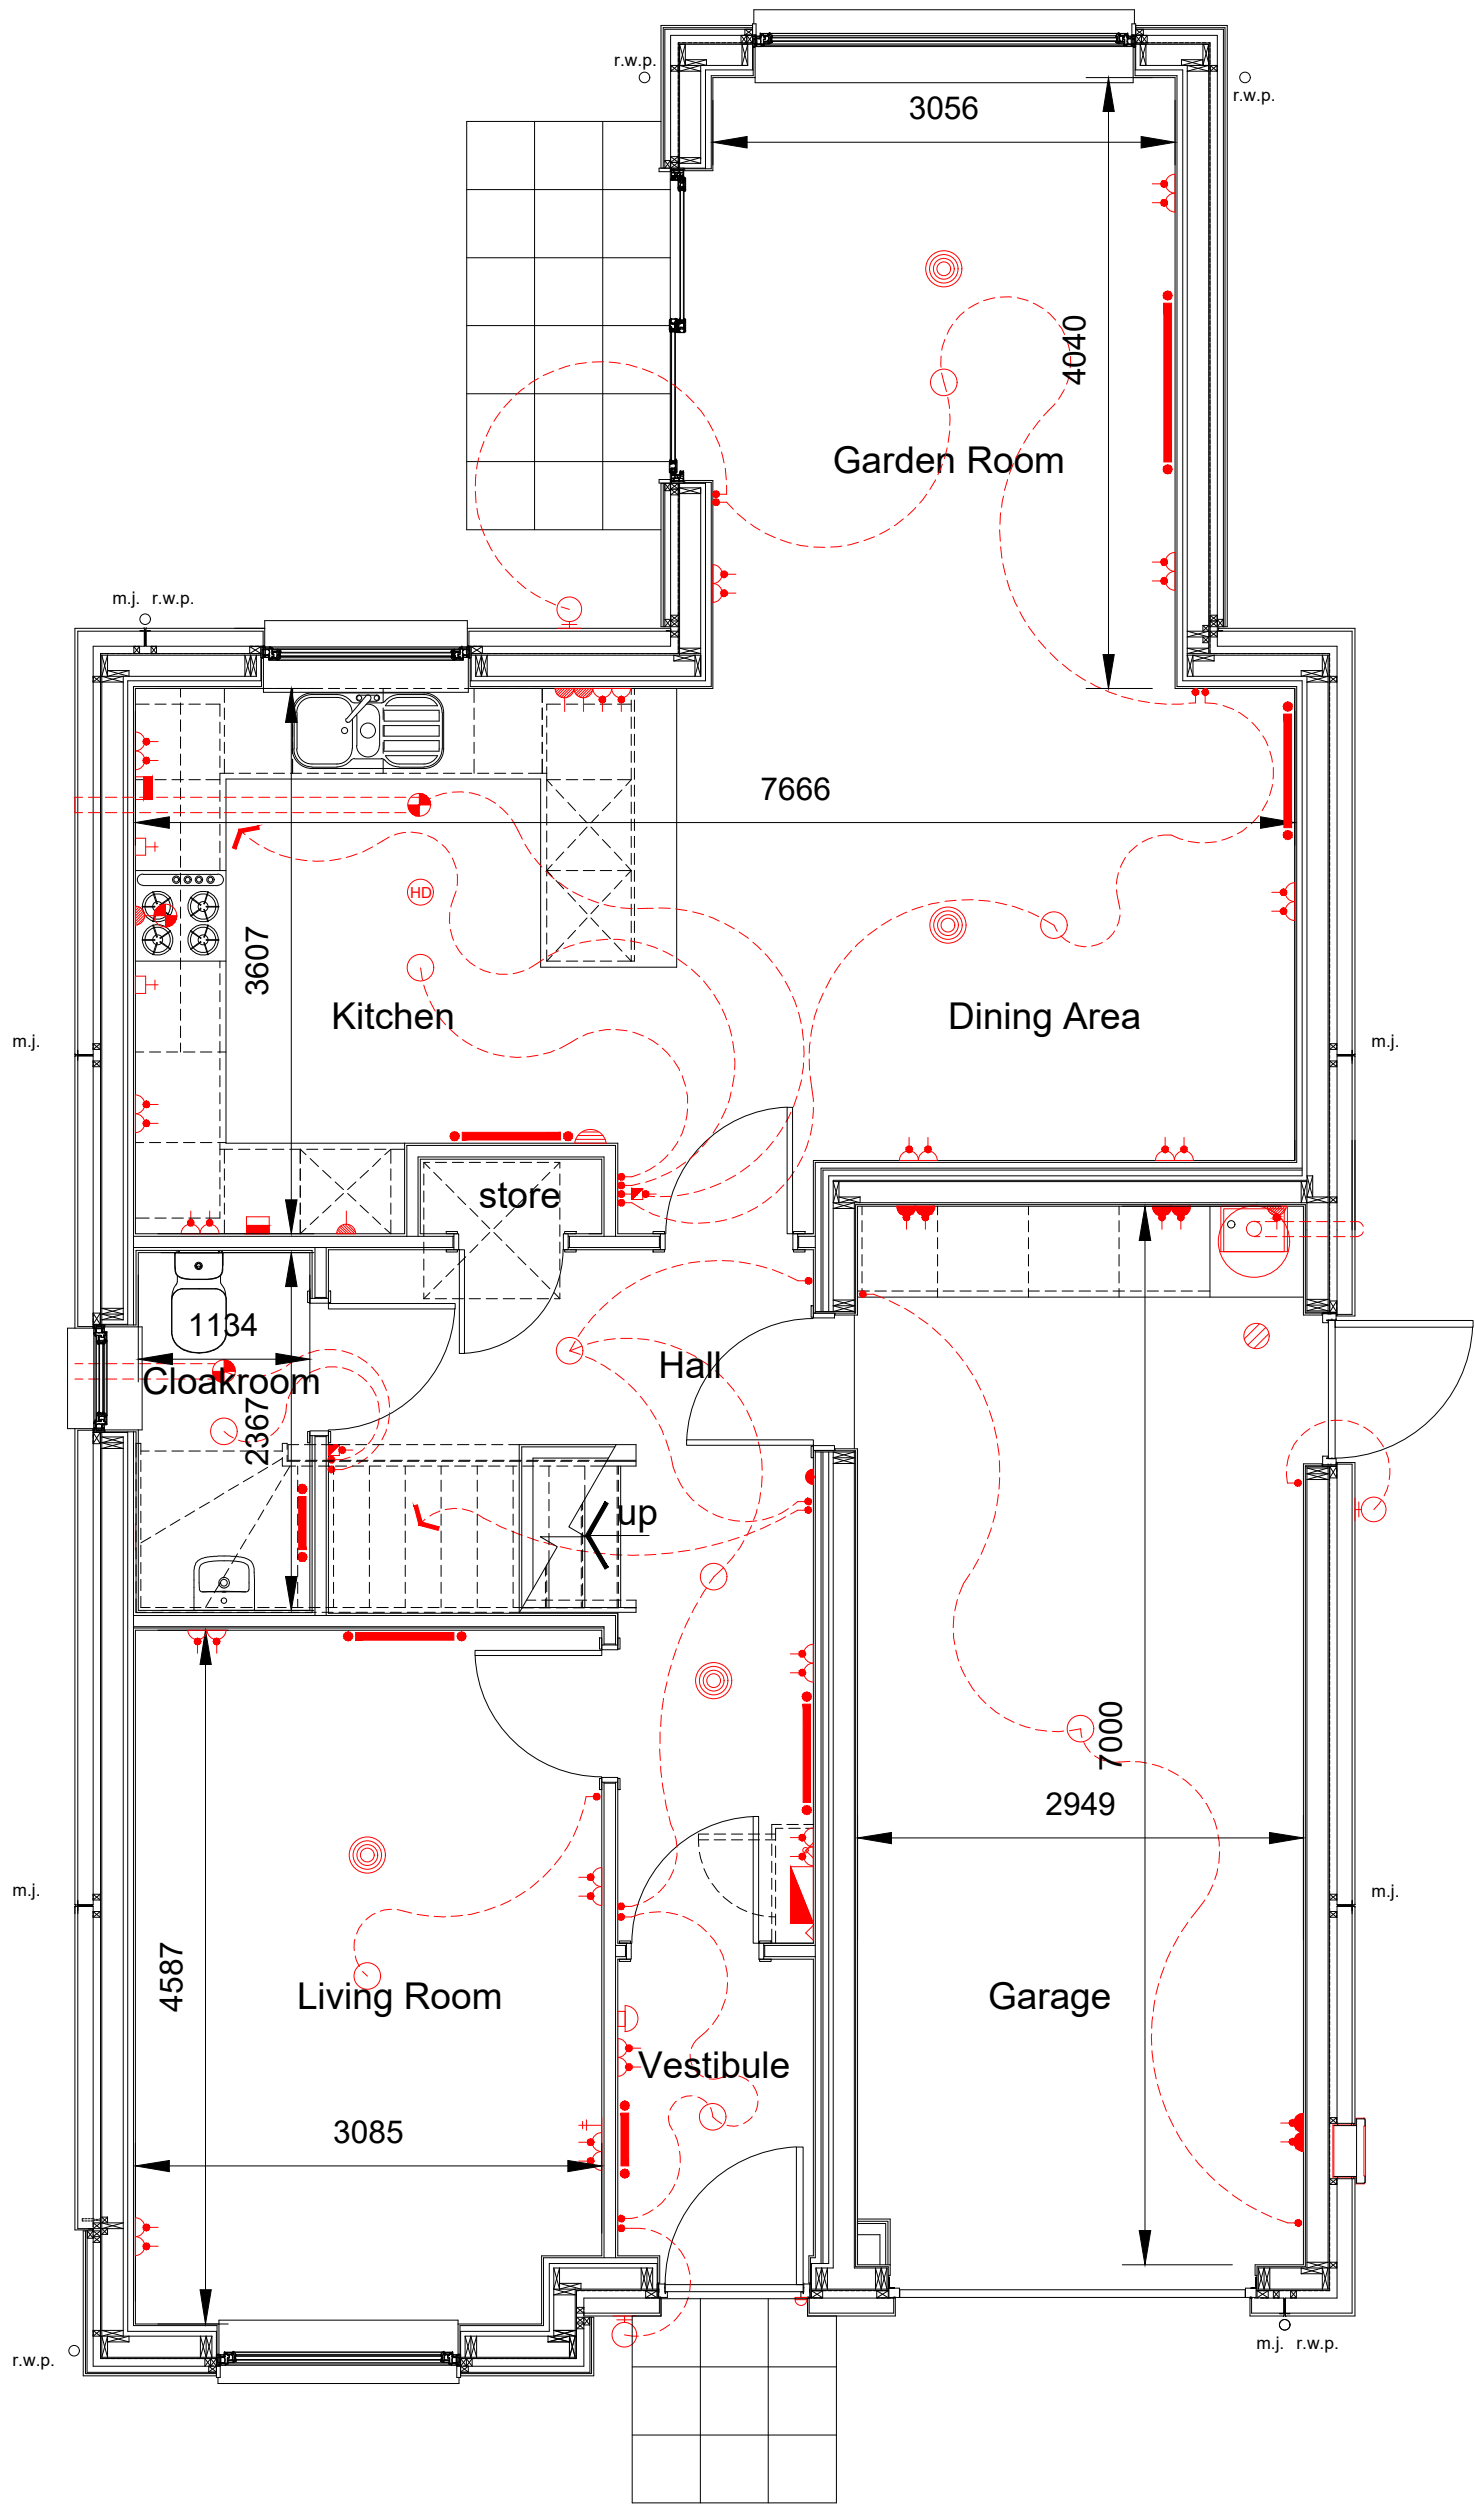 r.w.p.
r.w.p.
3056
4040
Garden Room
m.j. r.w.p.
7666
HD
3607
Kitchen
Dining Area
m.j.
m.j.
store
1134
Hall
Cloakroom
2367
up
7000
2949
m.j.
m.j.
4587
Living Room
Garage
Vestibule
3085
m.j. r.w.p.
r.w.p.